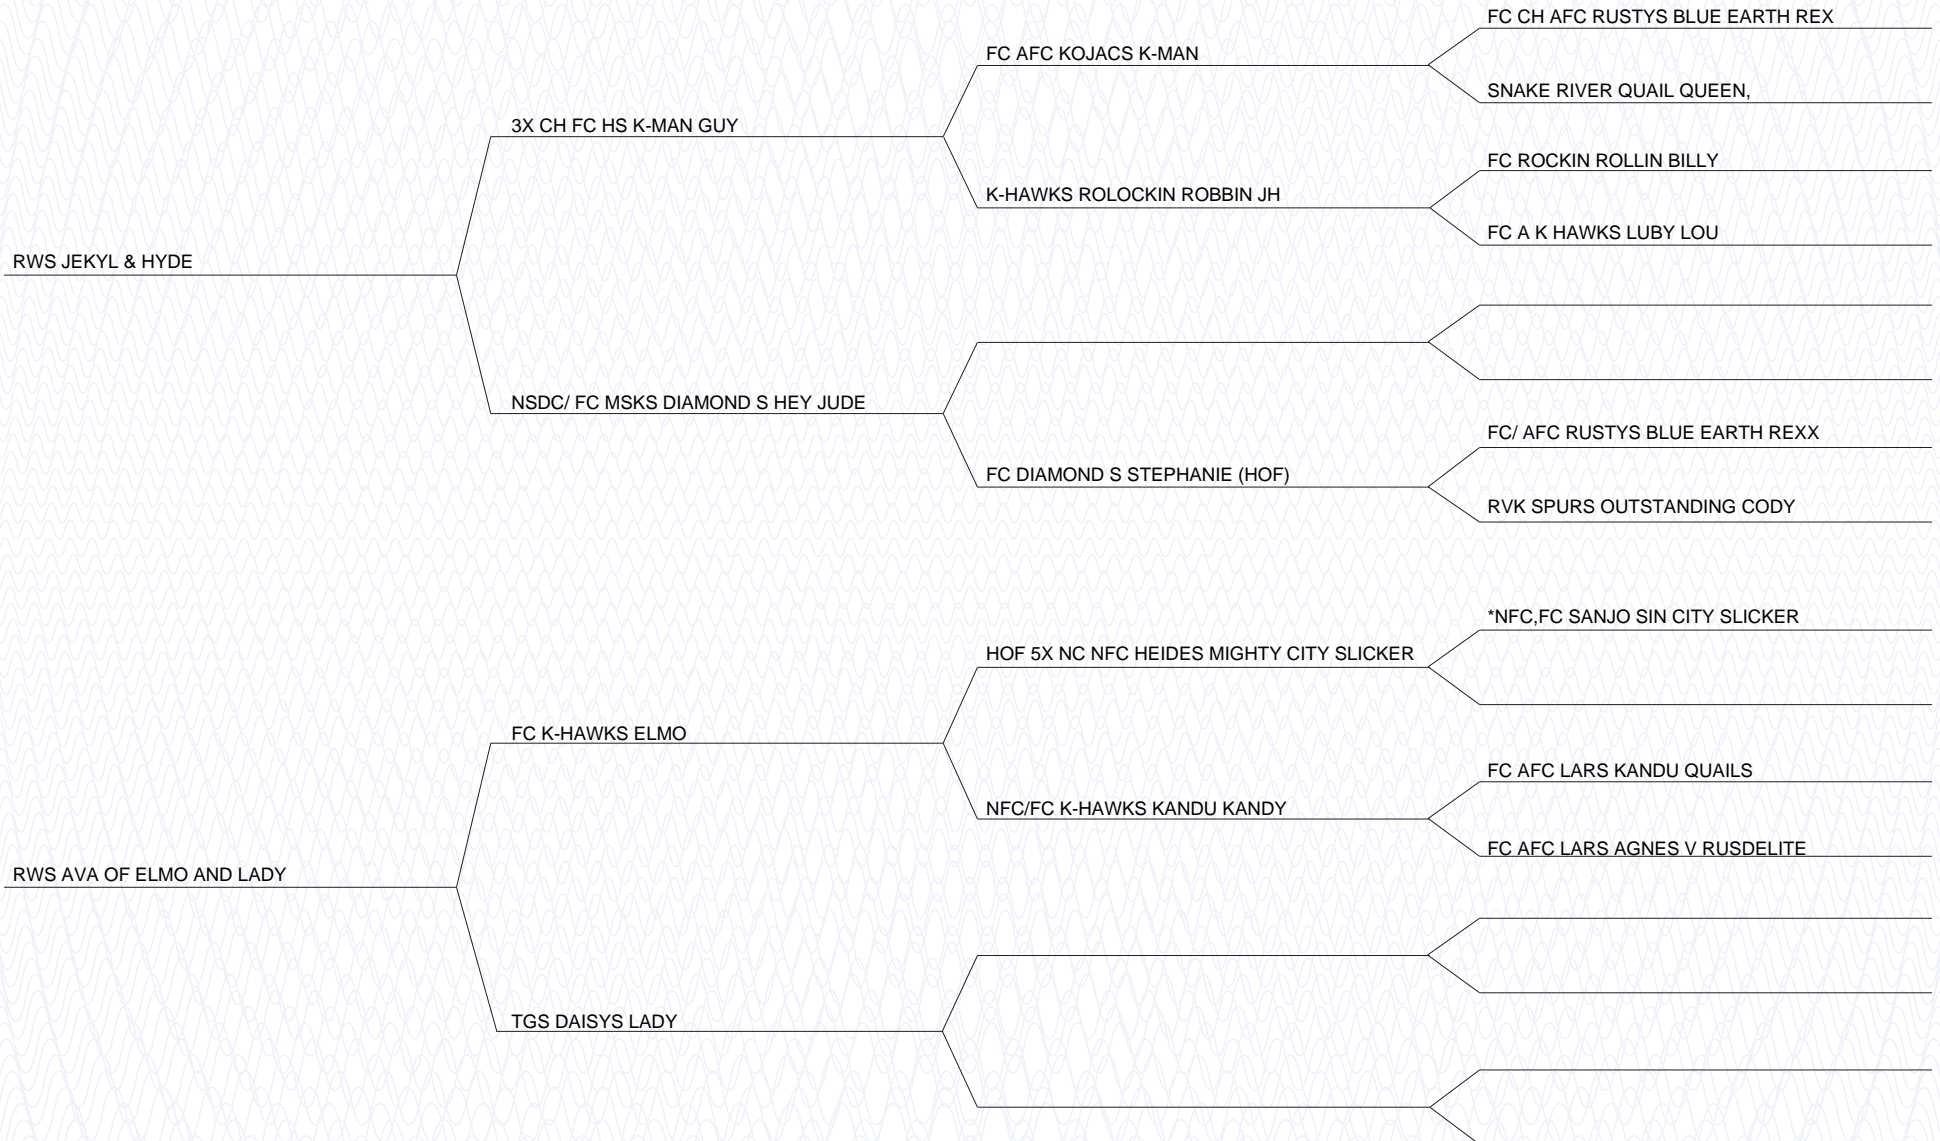 FC CH AFC RUSTYS BLUE EARTH REX
FC AFC KOJACS K-MAN
SNAKE RIVER QUAIL QUEEN,
3X CH FC HS K-MAN GUY
FC ROCKIN ROLLIN BILLY
K-HAWKS ROLOCKIN ROBBIN JH
FC A K HAWKS LUBY LOU
RWS JEKYL & HYDE
NSDC/ FC MSKS DIAMOND S HEY JUDE
FC/ AFC RUSTYS BLUE EARTH REXX
FC DIAMOND S STEPHANIE (HOF)
RVK SPURS OUTSTANDING CODY
*NFC,FC SANJO SIN CITY SLICKER
HOF 5X NC NFC HEIDES MIGHTY CITY SLICKER
FC K-HAWKS ELMO
FC AFC LARS KANDU QUAILS
NFC/FC K-HAWKS KANDU KANDY
FC AFC LARS AGNES V RUSDELITE
RWS AVA OF ELMO AND LADY
TGS DAISYS LADY